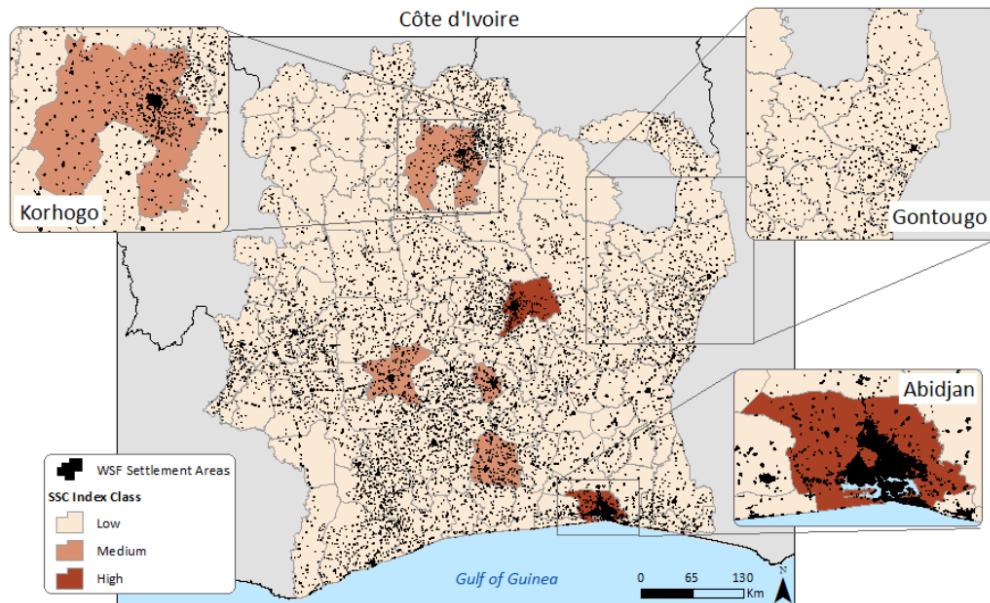 Côte d'Ivoire
Korhogo
Gontougo
Abidjan
WSF Settlement Areas
SSC Index Class
Low
Medium
High
Gulf of Guinea
0 65 130
Km
N